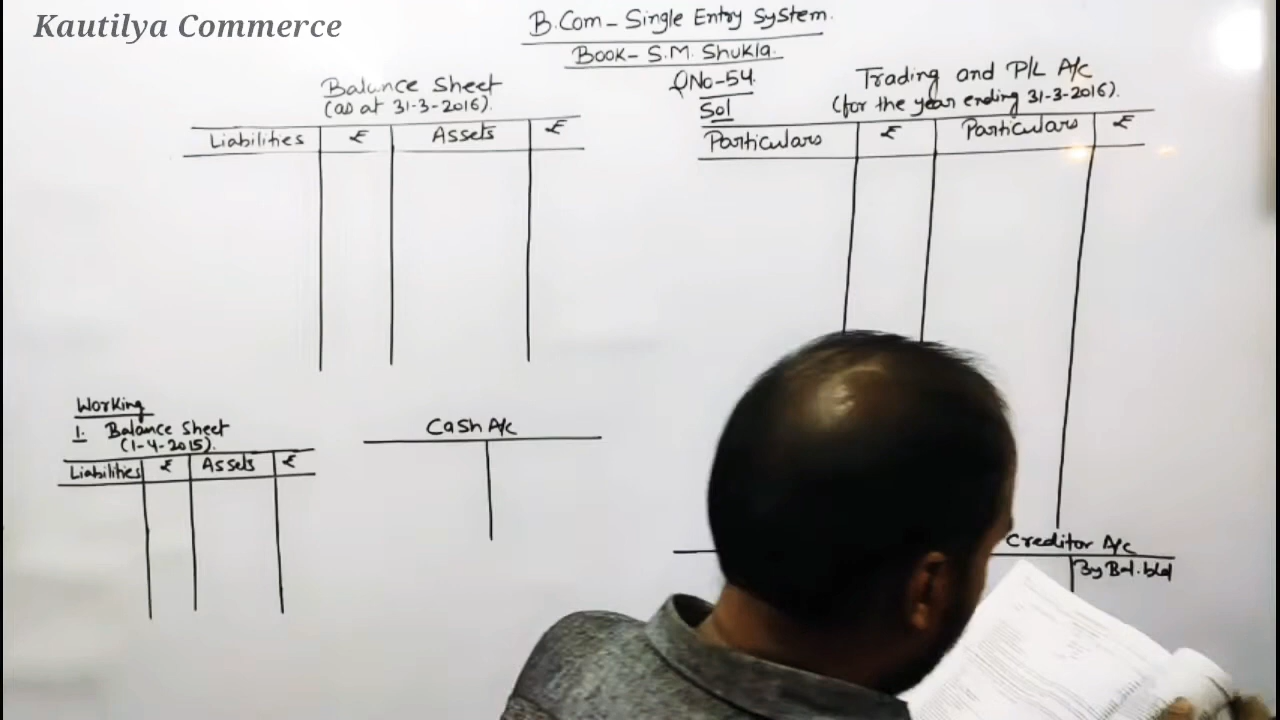 Kautilya Commerce
B.Com - Single Entry System.
Book - S.M. Shukla.
QNo-54.
Sol
Balance Sheet
(as at 31-3-2016).
Liabilities ₹ Assets ₹
Trading and P/L A/c
(for the year ending 31-3-2016).
Particulars ₹ Particulars ₹
Working
1. Balance Sheet
(1-4-2015).
Liabilities ₹ Assets ₹
Cash A/c
Creditor A/c
By Bal. b/d